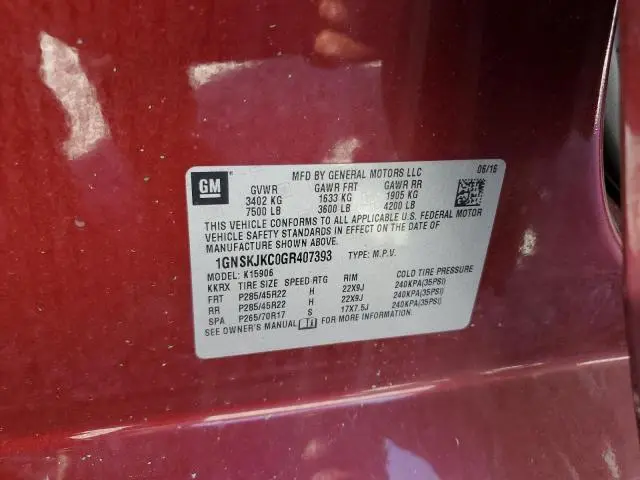 GM
MFD BY GENERAL MOTORS LLC 06/16
GVWR GAWR FRT GAWR RR
3402 KG 1633 KG 1905 KG
7500 LB 3600 LB 4200 LB
THIS VEHICLE CONFORMS TO ALL APPLICABLE U.S. FEDERAL MOTOR
VEHICLE SAFETY STANDARDS IN EFFECT ON THE DATE OF
MANUFACTURE SHOWN ABOVE.
1GNSKJKC0GR407393 TYPE: M.P.V.
MODEL: K15906
KKRX TIRE SIZE SPEED RTG RIM COLD TIRE PRESSURE
FRT P285/45R22 H 22X9J 240KPA(35PSI)
RR P285/45R22 H 22X9J 240KPA(35PSI)
SPA P265/70R17 S 17X7.5J 240KPA(35PSI)
SEE OWNER'S MANUAL